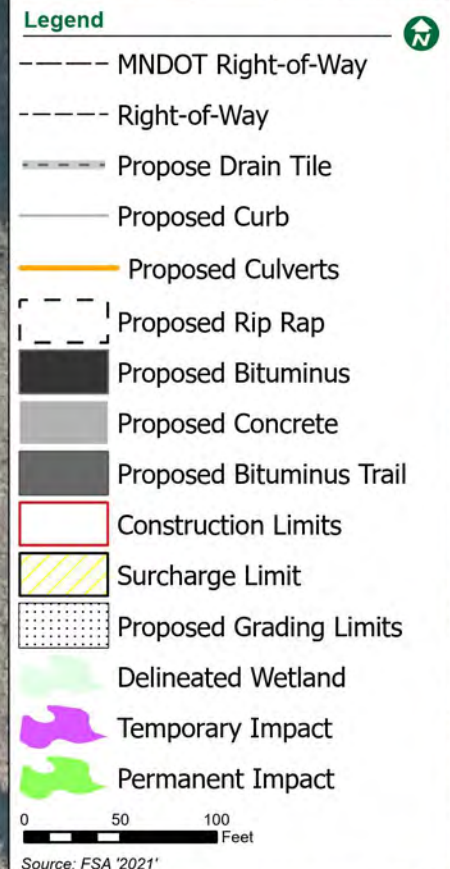 Legend
N
MNDOT Right-of-Way
Right-of-Way
Propose Drain Tile
Proposed Curb
Proposed Culverts
Proposed Rip Rap
Proposed Bituminus
Proposed Concrete
Proposed Bituminus Trail
Construction Limits
Surcharge Limit
Proposed Grading Limits
Delineated Wetland
Temporary Impact
Permanent Impact
0 50 100
Feet
Source: FSA '2021'